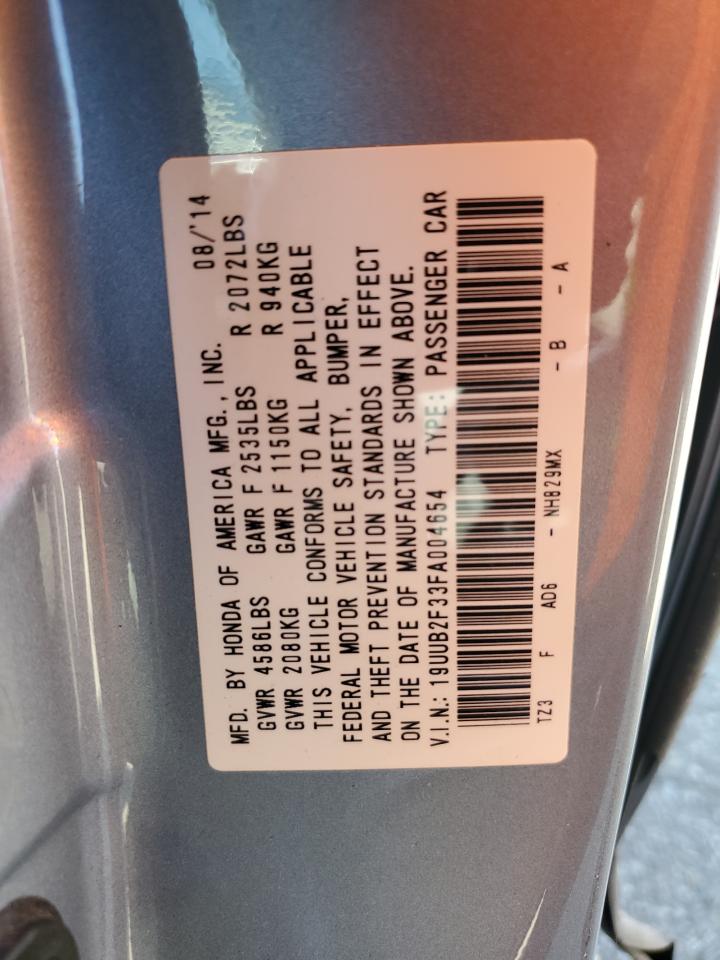 MFD. BY HONDA OF AMERICA MFG., INC. 08/'14
GVWR 4586LBS GAWR F 2535LBS R 2072LBS
GVWR 2080KG GAWR F 1150KG R 940KG
THIS VEHICLE CONFORMS TO ALL APPLICABLE
FEDERAL MOTOR VEHICLE SAFETY, BUMPER,
AND THEFT PREVENTION STANDARDS IN EFFECT
ON THE DATE OF MANUFACTURE SHOWN ABOVE.
V.I.N.: 19UUB2F33FA004654 TYPE: PASSENGER CAR
TZ3 F AD6 - NH829MX - B - A